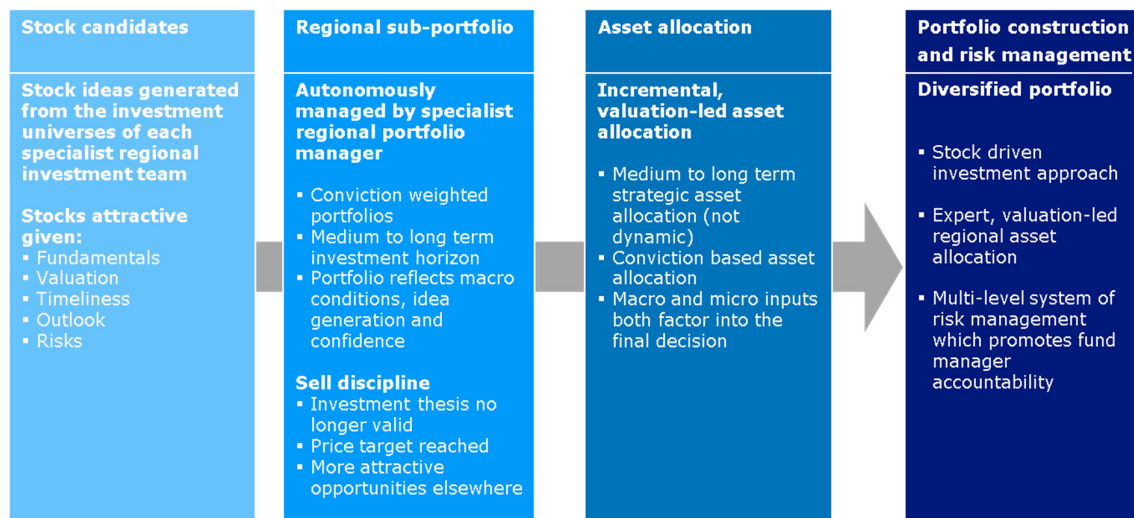 Stock candidates
Stock ideas generated
from the investment
universes of each
specialist regional
investment team
Stocks attractive
given:
▪ Fundamentals
▪ Valuation
▪ Timeliness
▪ Outlook
▪ Risks
Regional sub-portfolio
Autonomously
managed by specialist
regional portfolio
manager
▪ Conviction weighted
portfolios
▪ Medium to long term
investment horizon
▪ Portfolio reflects macro
conditions, idea
generation and
confidence
Sell discipline
▪ Investment thesis no
longer valid
▪ Price target reached
▪ More attractive
opportunities elsewhere
Asset allocation
Incremental,
valuation-led asset
allocation
▪ Medium to long term
strategic asset
allocation (not
dynamic)
▪ Conviction based asset
allocation
▪ Macro and micro inputs
both factor into the
final decision
Portfolio construction
and risk management
Diversified portfolio
▪ Stock driven
investment approach
▪ Expert, valuation-led
regional asset
allocation
▪ Multi-level system of
risk management
which promotes fund
manager
accountability